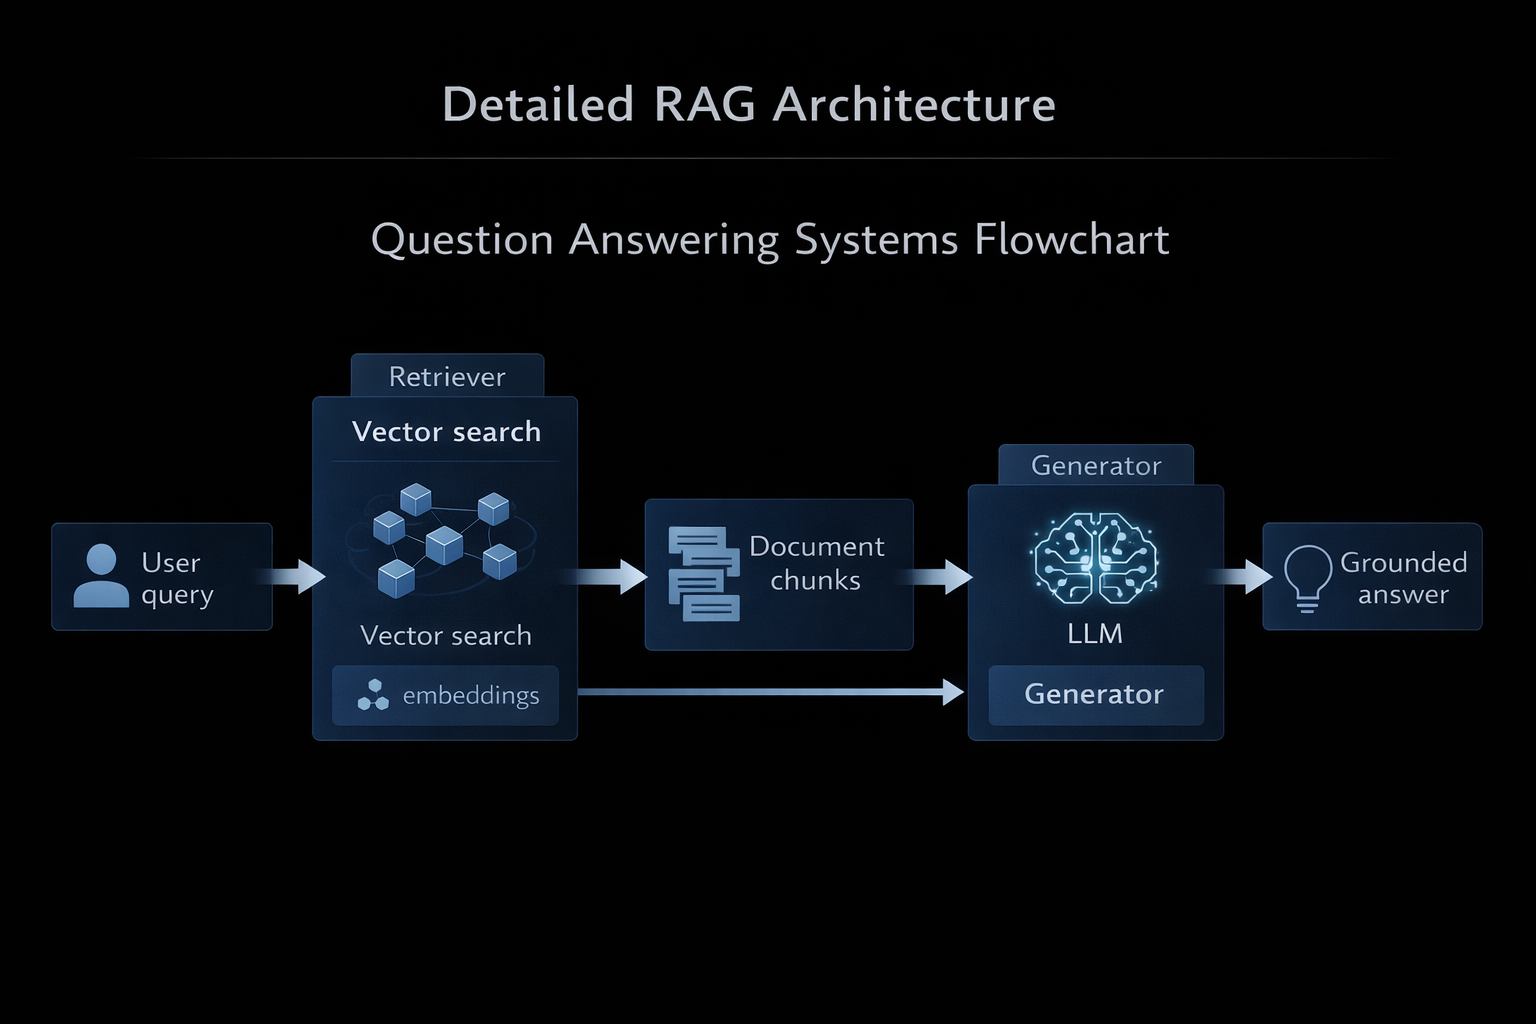 Detailed RAG Architecture
Question Answering Systems Flowchart
User
query
Retriever
Vector search
Vector search
embeddings
Document
chunks
Generator
LLM
Generator
Grounded
answer